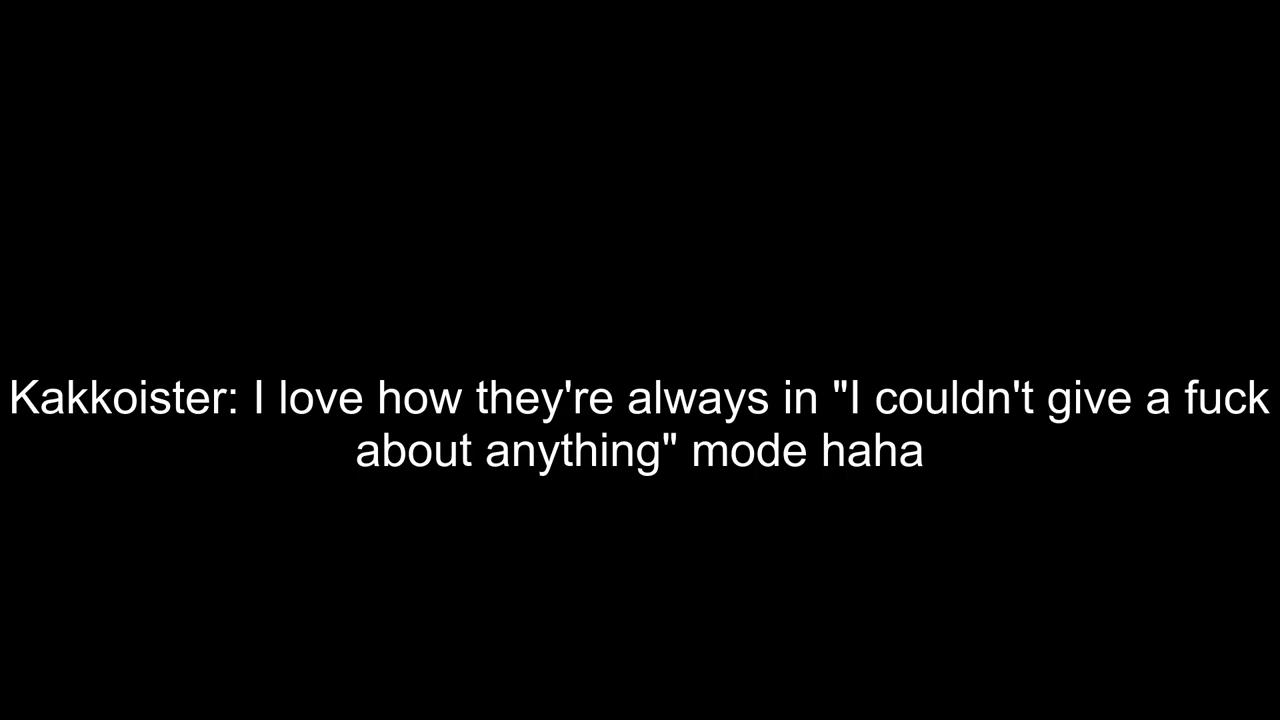 Kakkoister: I love how they're always in "I couldn't give a fuck
about anything" mode haha